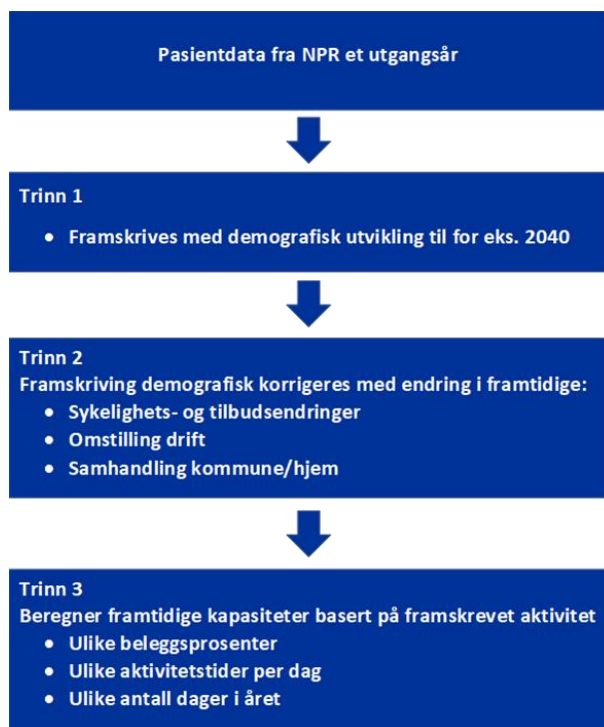 Pasientdata fra NPR et utgangsår
Trinn 1
• Framskrives med demografisk utvikling til for eks. 2040
Trinn 2
Framskriving demografisk korrigeres med endring i framtidige:
• Sykelighets- og tilbudsendringer
• Omstilling drift
• Samhandling kommune/hjem
Trinn 3
Beregner framtidige kapasiteter basert på framskrevet aktivitet
• Ulike beleggsprosenter
• Ulike aktivitetstider per dag
• Ulike antall dager i året